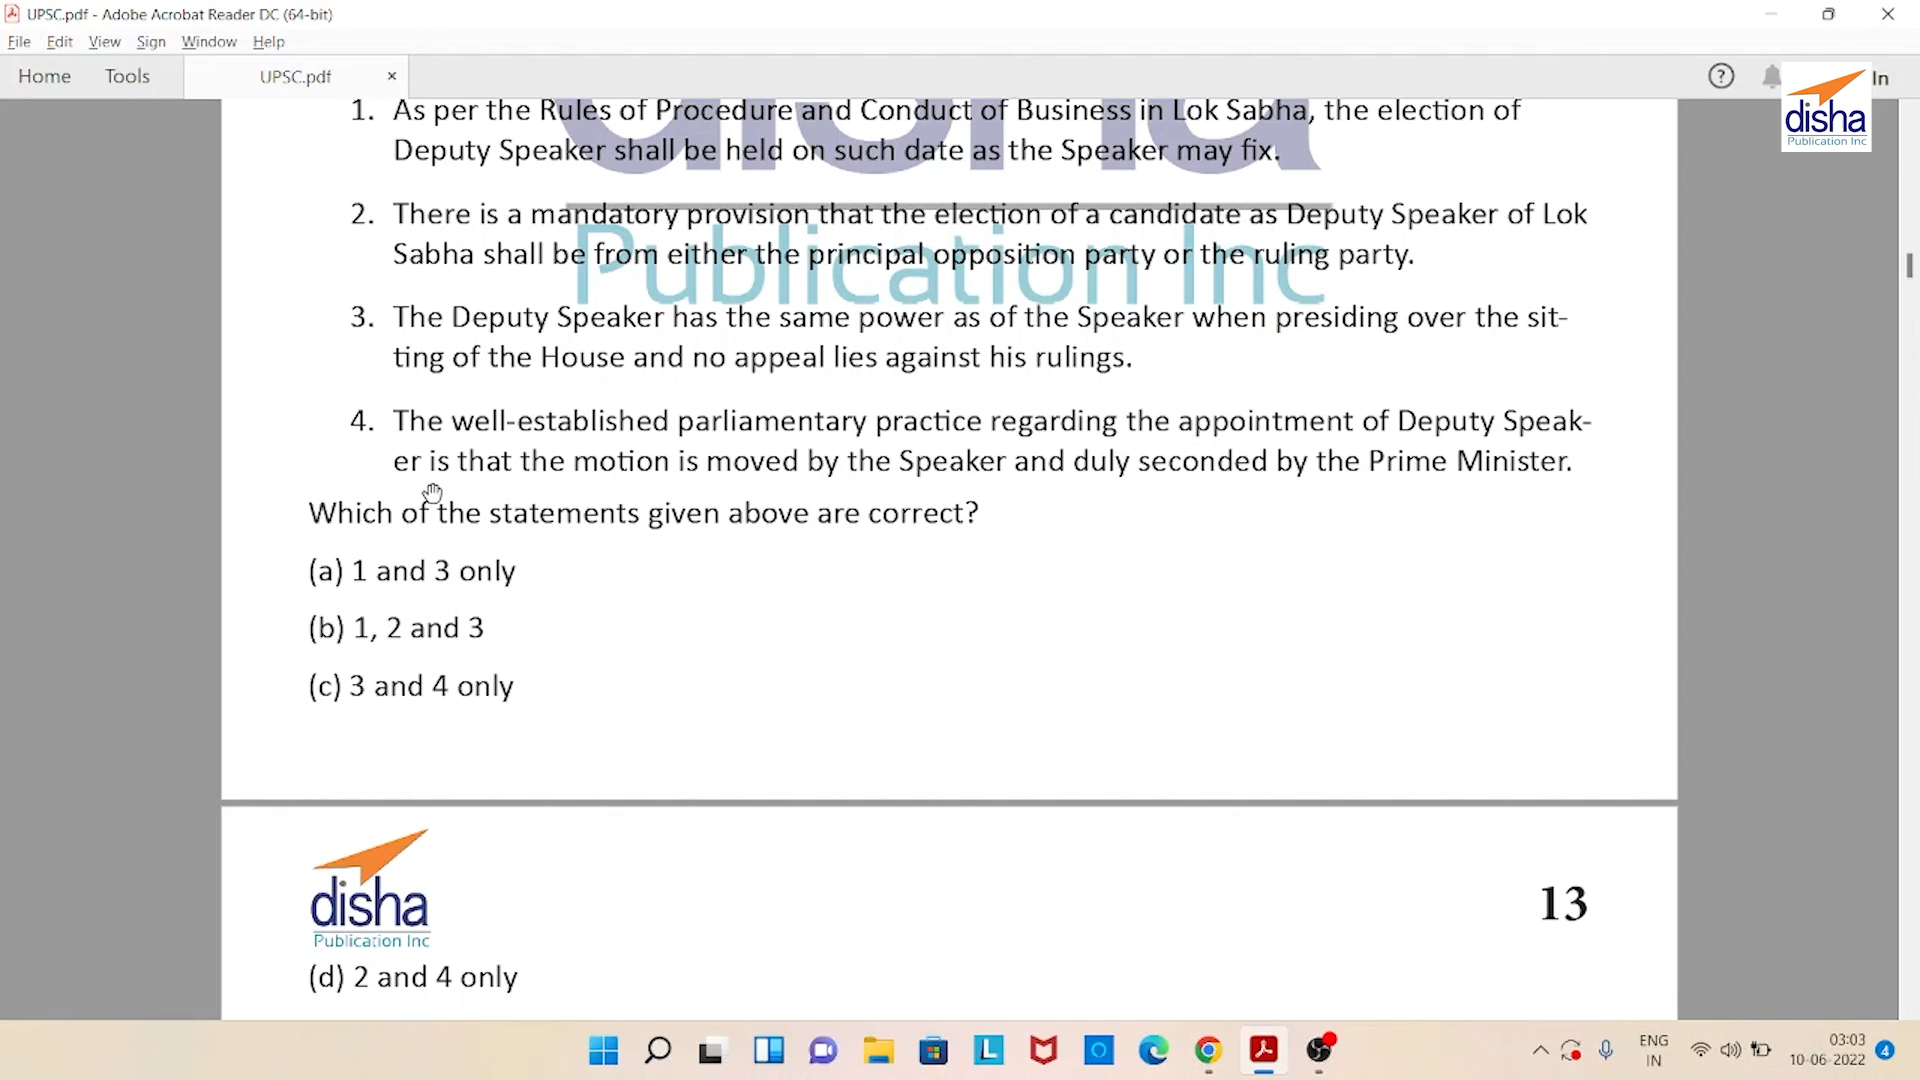 UPSC.pdf - Adobe Acrobat Reader DC (64-bit)
File Edit View Sign Window Help
Home Tools UPSC.pdf × ? In
disha
Publication Inc
disha
Publication Inc
1. As per the Rules of Procedure and Conduct of Business in Lok Sabha, the election of
Deputy Speaker shall be held on such date as the Speaker may fix.
2. There is a mandatory provision that the election of a candidate as Deputy Speaker of Lok
Sabha shall be from either the principal opposition party or the ruling party.
3. The Deputy Speaker has the same power as of the Speaker when presiding over the sit-
ting of the House and no appeal lies against his rulings.
4. The well-established parliamentary practice regarding the appointment of Deputy Speak-
er is that the motion is moved by the Speaker and duly seconded by the Prime Minister.
Which of the statements given above are correct?
(a) 1 and 3 only
(b) 1, 2 and 3
(c) 3 and 4 only
disha
Publication Inc
13
(d) 2 and 4 only
ENG
IN
03:03
10-06-2022
4